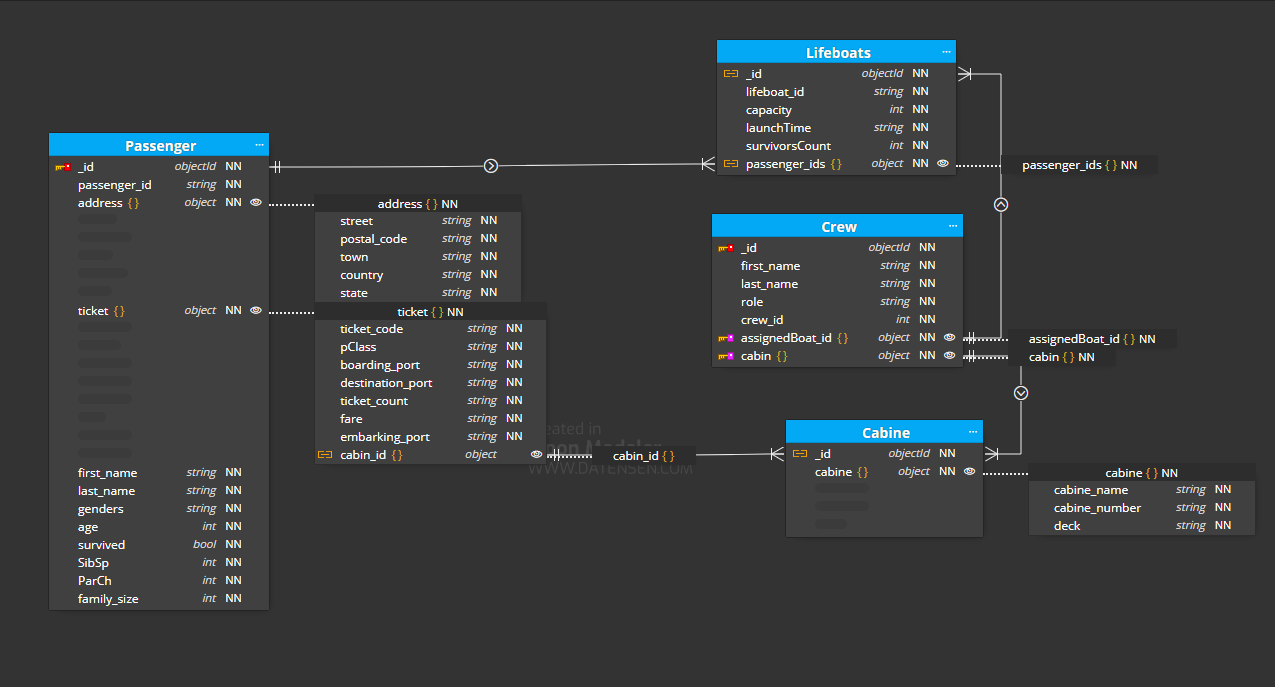 Lifeboats ...
_id objectId NN
lifeboat_id string NN
capacity int NN
launchTime string NN
survivorsCount int NN
passenger_ids {} object NN
passenger_ids { } NN
Passenger ...
_id objectId NN
passenger_id string NN
address {} object NN
ticket {} object NN
first_name string NN
last_name string NN
genders string NN
age int NN
survived bool NN
SibSp int NN
ParCh int NN
family_size int NN
address { } NN
street string NN
postal_code string NN
town string NN
country string NN
state string NN
ticket { } NN
ticket_code string NN
pClass string NN
boarding_port string NN
destination_port string NN
ticket_count string NN
fare string NN
embarking_port string NN
cabin_id {} object
Crew ...
_id objectId NN
first_name string NN
last_name string NN
role string NN
crew_id int NN
assignedBoat_id {} object NN
cabin {} object NN
assignedBoat_id { } NN
cabin { } NN
cabin_id { }
Moon Modeler
WWW.DATENSEN.COM
Cabine ...
_id objectId NN
cabine {} object NN
cabine { } NN
cabine_name string NN
cabine_number string NN
deck string NN